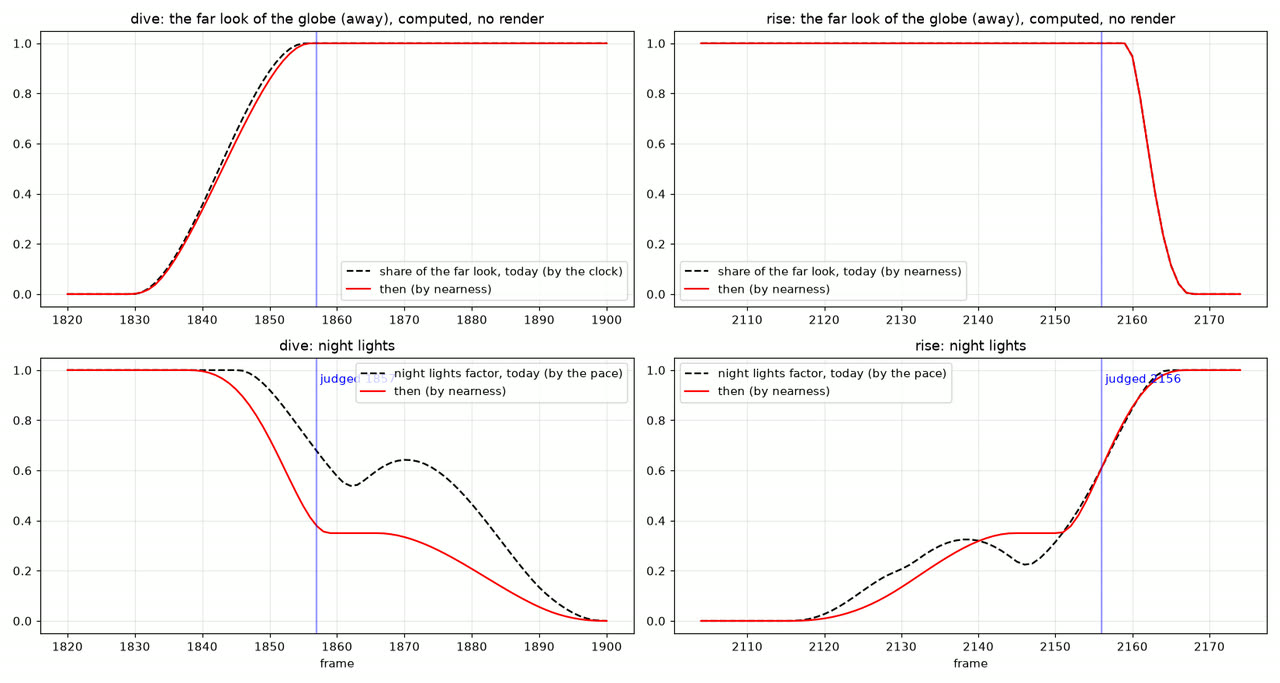 dive: the far look of the globe (away), computed, no render
1.0
0.8
0.6
0.4
0.2
0.0
share of the far look, today (by the clock)
then (by nearness)
1820 1830 1840 1850 1860 1870 1880 1890 1900
rise: the far look of the globe (away), computed, no render
1.0
0.8
0.6
0.4
0.2
0.0
share of the far look, today (by nearness)
then (by nearness)
2110 2120 2130 2140 2150 2160 2170
dive: night lights
1.0
0.8
0.6
0.4
0.2
0.0
night lights factor, today (by the pace)
judged 1857
then (by nearness)
1820 1830 1840 1850 1860 1870 1880 1890 1900
frame
rise: night lights
1.0
0.8
0.6
0.4
0.2
0.0
night lights factor, today (by the pace)
judged 2156
then (by nearness)
2110 2120 2130 2140 2150 2160 2170
frame